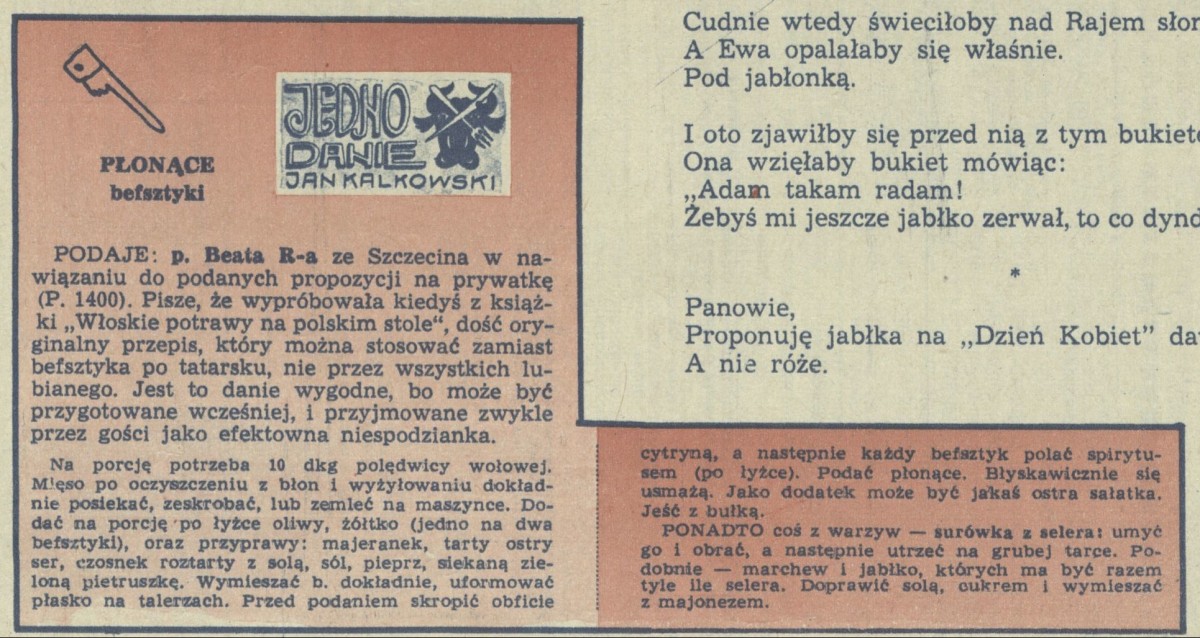 JEDNO
DANIE
JAN KALKOWSKI
PŁONĄCE
befsztyki
PODAJE: p. Beata R-a ze Szczecina w na-
wiązaniu do podanych propozycji na prywatkę
(P. 1400). Pisze, że wypróbowała kiedyś z książ-
ki „Włoskie potrawy na polskim stole“, dość ory-
ginalny przepis, który można stosować zamiast
befsztyka po tatarsku, nie przez wszystkich lu-
bianego. Jest to danie wygodne, bo może być
przygotowane wcześniej, i przyjmowane zwykle
przez gości jako efektowna niespodzianka.
Na porcję potrzeba 10 dkg polędwicy wołowej.
Mięso po oczyszczeniu z błon i wyżyłowaniu dokład-
nie posiekać, zeskrobać, lub zemleć na maszynce. Do-
dać na porcję po łyżce oliwy, żółtko (jedno na dwa
befsztyki), oraz przyprawy: majeranek, tarty ostry
ser, czosnek roztarty z solą, sól, pieprz, siekaną zie-
loną pietruszkę. Wymieszać b. dokładnie, uformować
płasko na talerzach. Przed podaniem skropić obficie
cytryną, a następnie każdy befsztyk polać spirytu-
sem (po łyżce). Podać płonące. Błyskawicznie się
usmażą. Jako dodatek może być jakaś ostra sałatka.
Jeść z bułką.
PONADTO coś z warzyw — surówka z selera: umyć
go i obrać, a następnie utrzeć na grubej tarce. Po-
dobnie — marchew i jabłko, których ma być razem
tyle ile selera. Doprawić solą, cukrem i wymieszać
z majonezem.
Cudnie wtedy świeciłoby nad Rajem słon
A Ewa opalałaby się właśnie.
Pod jabłonką.
I oto zjawiłby się przed nią z tym bukiete
Ona wzięłaby bukiet mówiąc:
„Adam takam radam!
Żebyś mi jeszcze jabłko zerwał, to co dynd
*
Panowie,
Proponuję jabłka na „Dzień Kobiet” da
A nie róże.